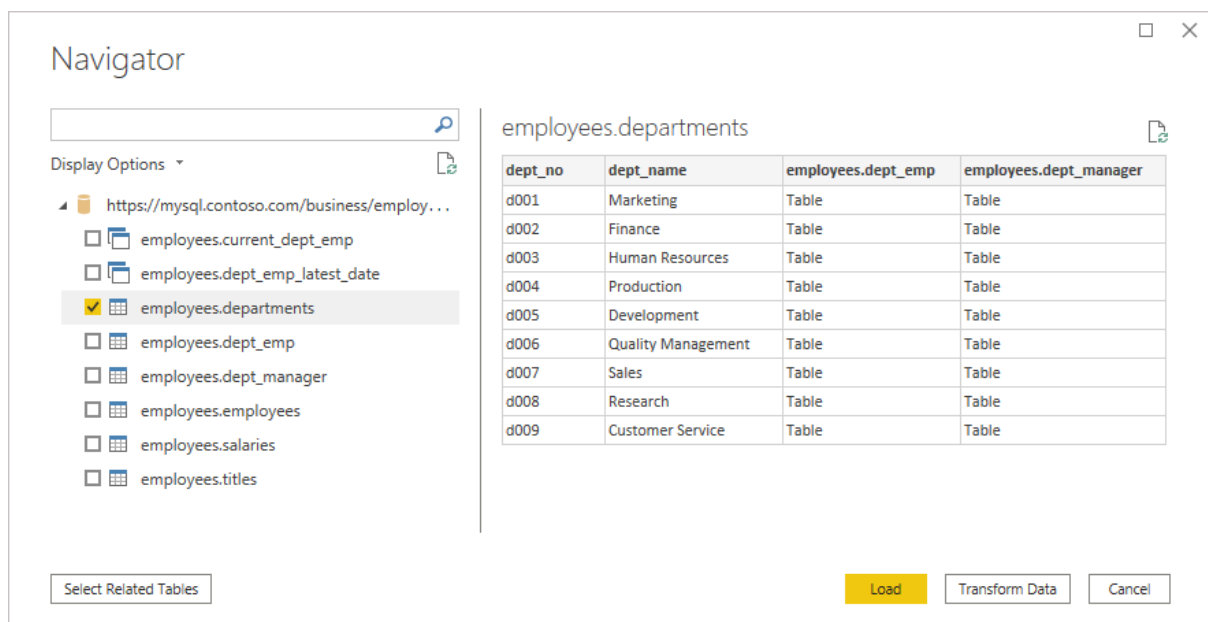 Navigator
Display Options
https://mysql.contoso.com/business/employ...
employees.current_dept_emp
employees.dept_emp_latest_date
employees.departments
employees.dept_emp
employees.dept_manager
employees.employees
employees.salaries
employees.titles
employees.departments
dept_no dept_name employees.dept_emp employees.dept_manager
d001 Marketing Table Table
d002 Finance Table Table
d003 Human Resources Table Table
d004 Production Table Table
d005 Development Table Table
d006 Quality Management Table Table
d007 Sales Table Table
d008 Research Table Table
d009 Customer Service Table Table
Select Related Tables
Load
Transform Data
Cancel